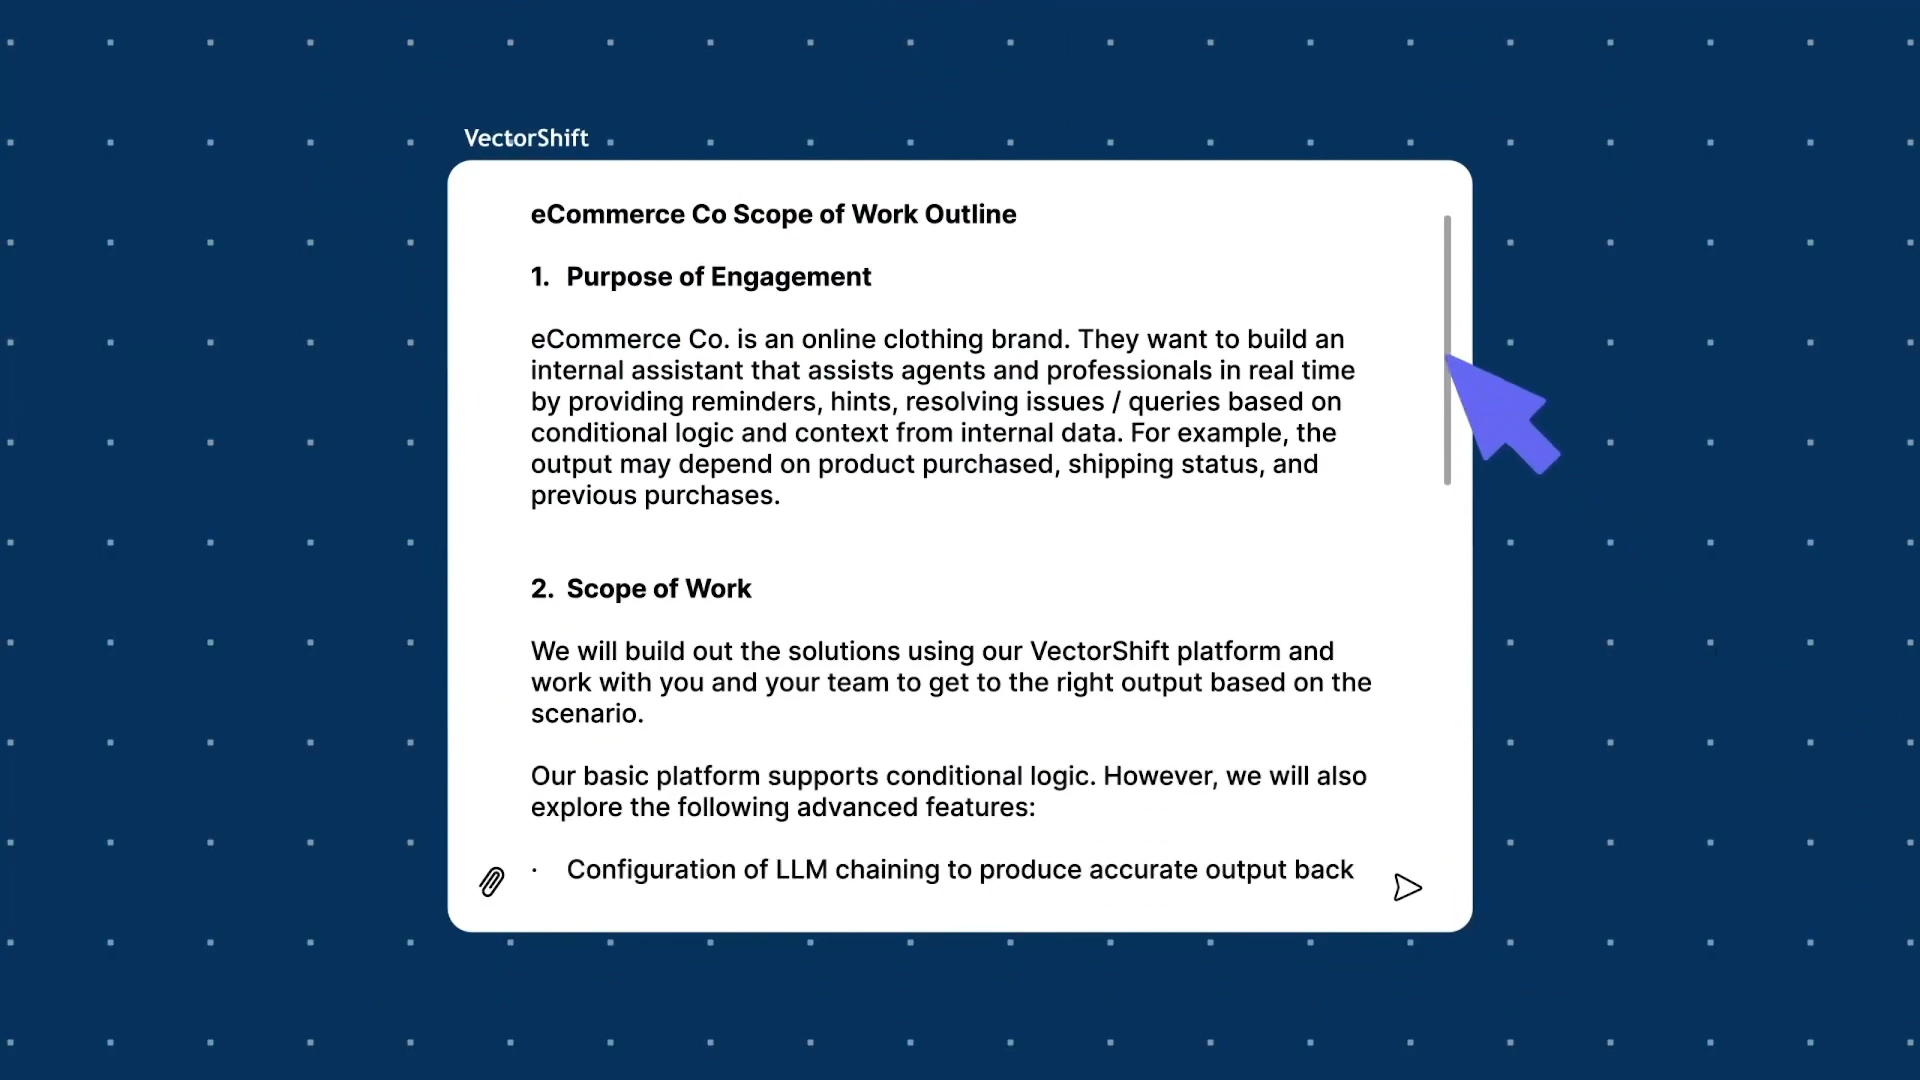 VectorShift
eCommerce Co Scope of Work Outline
1. Purpose of Engagement
eCommerce Co. is an online clothing brand. They want to build an
internal assistant that assists agents and professionals in real time
by providing reminders, hints, resolving issues / queries based on
conditional logic and context from internal data. For example, the
output may depend on product purchased, shipping status, and
previous purchases.
2. Scope of Work
We will build out the solutions using our VectorShift platform and
work with you and your team to get to the right output based on the
scenario.
Our basic platform supports conditional logic. However, we will also
explore the following advanced features:
· Configuration of LLM chaining to produce accurate output back